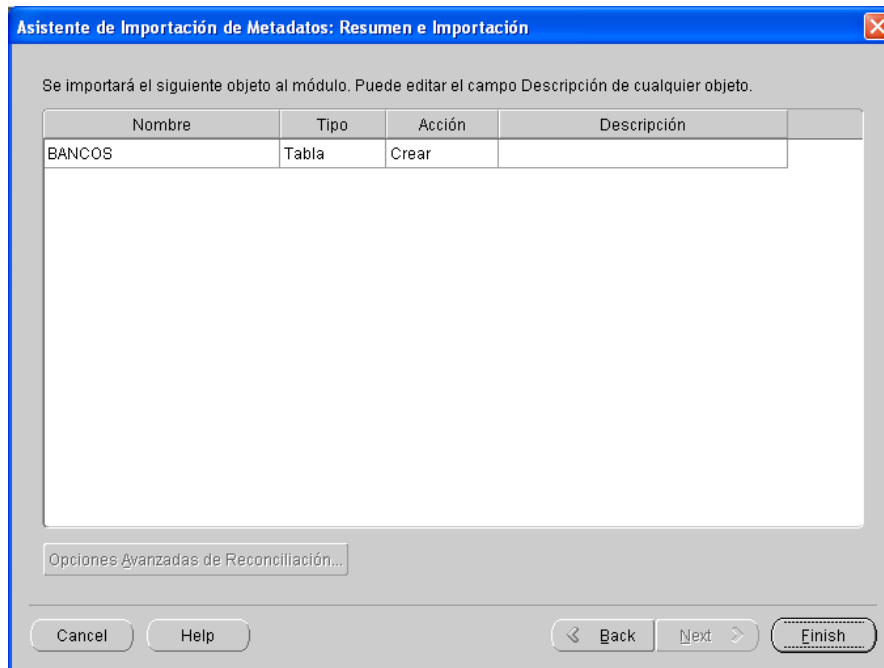 Asistente de Importación de Metadatos: Resumen e Importación
Se importará el siguiente objeto al módulo. Puede editar el campo Descripción de cualquier objeto.
Nombre Tipo Acción Descripción
BANCOS Tabla Crear
Opciones Avanzadas de Reconciliación...
Cancel Help Back Next Finish